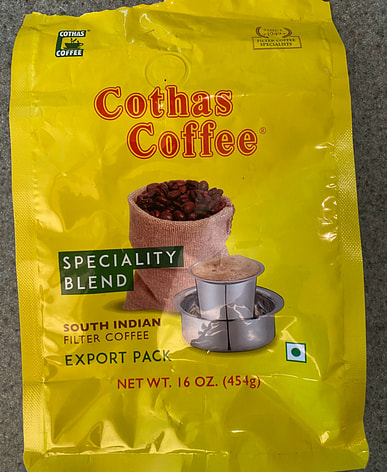 COTHAS
COFFEE
FILTER COFFEE
SPECIALISTS
Cothas
Coffee®
SPECIALITY
BLEND
SOUTH INDIAN
FILTER COFFEE
EXPORT PACK
NET WT. 16 OZ. (454g)